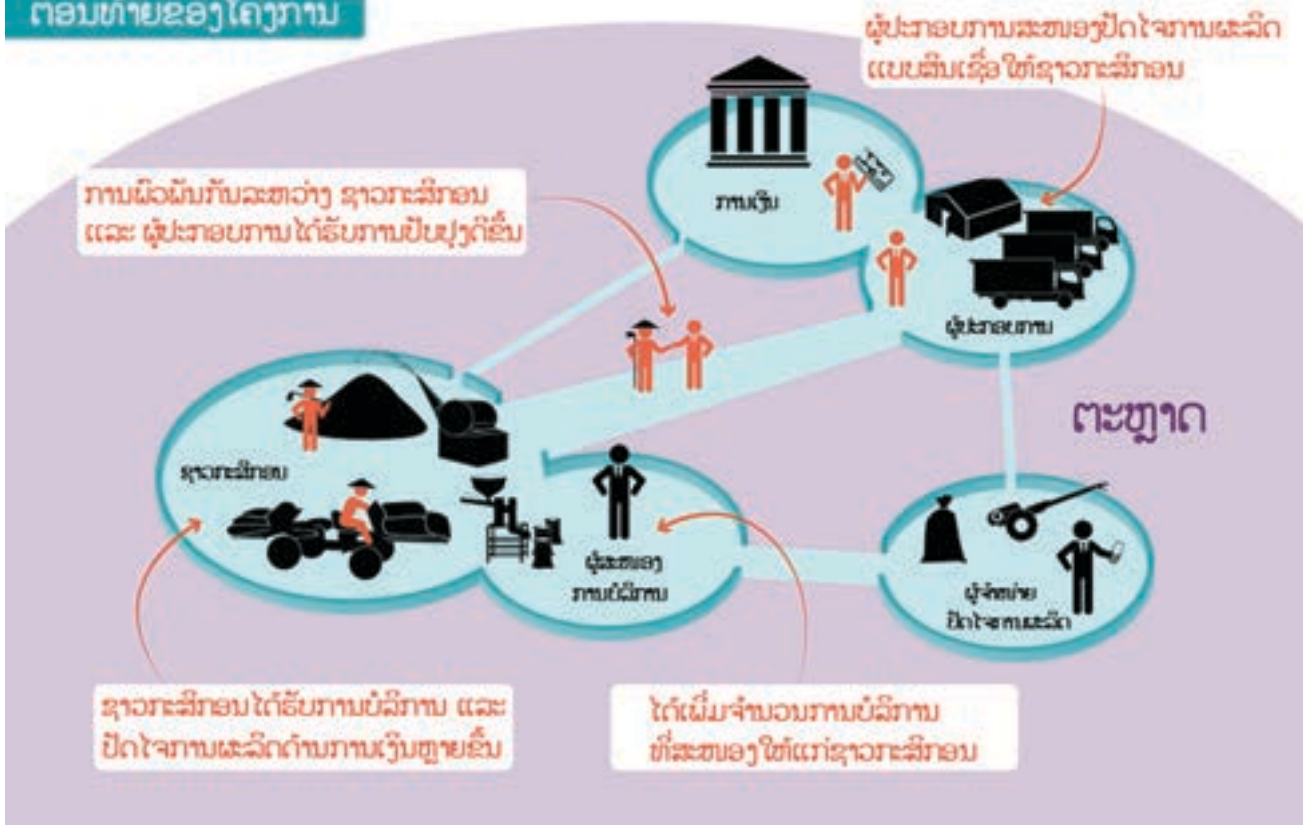 ຕອນທ້າຍຂອງໂຄງການ
ຜູ້ປະກອບການສະໜອງປັດໄຈການຜະລິດ
ແບບສິນເຊື່ອໃຫ້ຊາວກະສິກອນ
ການພົວພັນກັນລະຫວ່າງ ຊາວກະສິກອນ
ແລະ ຜູ້ປະກອບການໄດ້ຮັບການປັບປຸງດີຂຶ້ນ
ການເງິນ
ຜູ້ປະກອບການ
ຕະຫຼາດ
ຊາວກະສິກອນ
ຜູ້ສະໜອງ
ການບໍລິການ
ຜູ້ຈຳໜ່າຍ
ປັດໄຈການຜະລິດ
ຊາວກະສິກອນໄດ້ຮັບການບໍລິການ ແລະ
ປັດໄຈການຜະລິດດ້ານການເງິນຫຼາຍຂຶ້ນ
ໄດ້ເພີ່ມຈຳນວນການບໍລິການ
ທີ່ສະໜອງໃຫ້ແກ່ຊາວກະສິກອນ